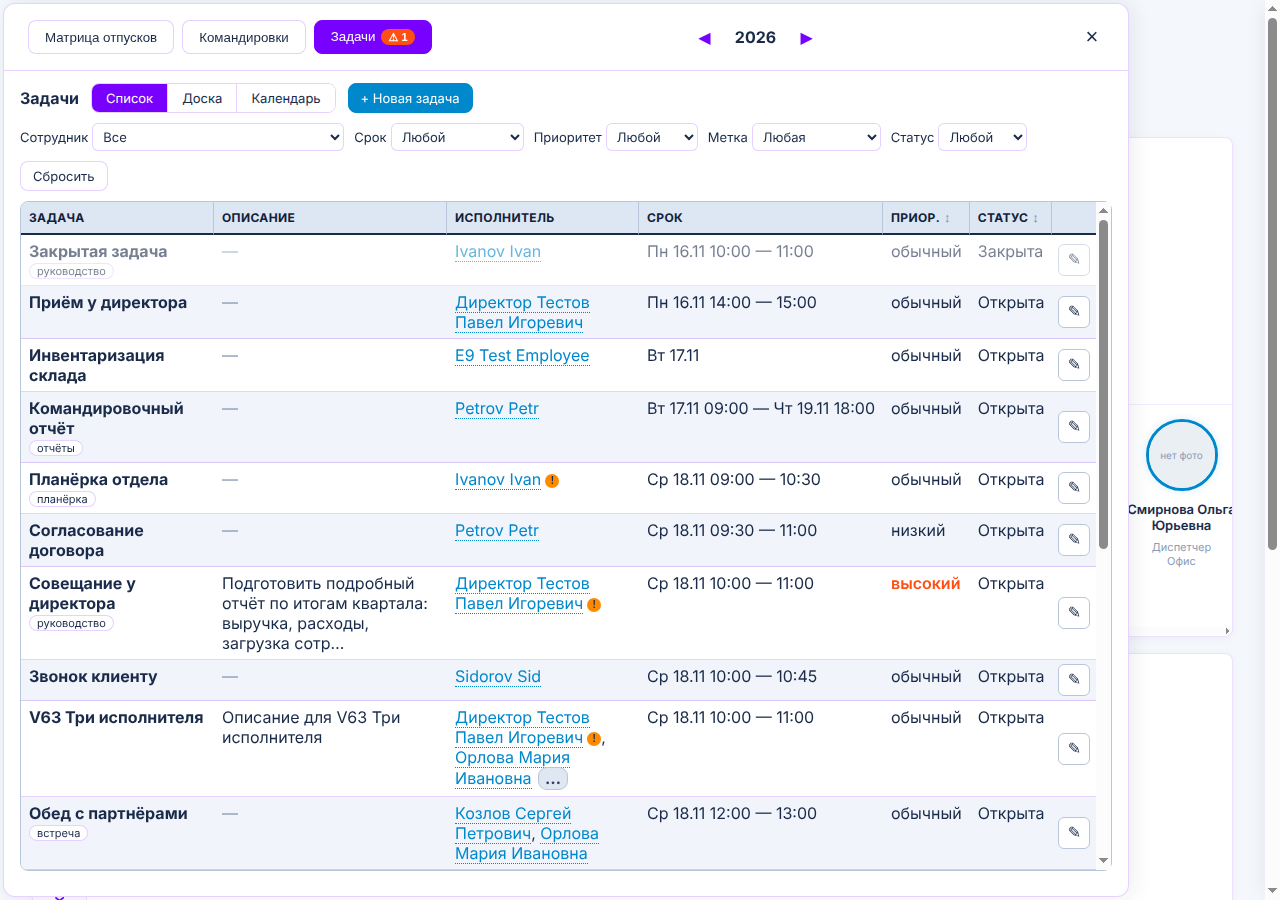 Матрица отпусков Командировки Задачи ⚠ 1 ◀ 2026 ▶ ×
Задачи Список Доска Календарь + Новая задача
Сотрудник Все Срок Любой Приоритет Любой Метка Любая Статус Любой
Сбросить
ЗАДАЧА ОПИСАНИЕ ИСПОЛНИТЕЛЬ СРОК ПРИОР. ↕ СТАТУС ↕
Закрытая задача — Ivanov Ivan Пн 16.11 10:00 — 11:00 обычный Закрыта ✎
руководство
Приём у директора — Директор Тестов Пн 16.11 14:00 — 15:00 обычный Открыта ✎
Павел Игоревич
Инвентаризация — E9 Test Employee Вт 17.11 обычный Открыта ✎
склада
Командировочный — Petrov Petr Вт 17.11 09:00 — Чт 19.11 18:00 обычный Открыта ✎
отчёт
отчёты
Планёрка отдела — Ivanov Ivan ! Ср 18.11 09:00 — 10:30 обычный Открыта ✎
планёрка
Согласование — Petrov Petr Ср 18.11 09:30 — 11:00 низкий Открыта ✎
договора
Совещание у Подготовить подробный Директор Тестов Ср 18.11 10:00 — 11:00 высокий Открыта ✎
директора отчёт по итогам квартала: Павел Игоревич !
руководство выручка, расходы,
загрузка сотр...
Звонок клиенту — Sidorov Sid Ср 18.11 10:00 — 10:45 обычный Открыта ✎
V63 Три исполнителя Описание для V63 Три Директор Тестов Ср 18.11 10:00 — 11:00 обычный Открыта ✎
исполнителя Павел Игоревич !,
Орлова Мария
Ивановна ...
Обед с партнёрами — Козлов Сергей Ср 18.11 12:00 — 13:00 обычный Открыта ✎
встреча Петрович, Орлова
Мария Ивановна
нет фото
Смирнова Ольга
Юрьевна
Диспетчер
Офис